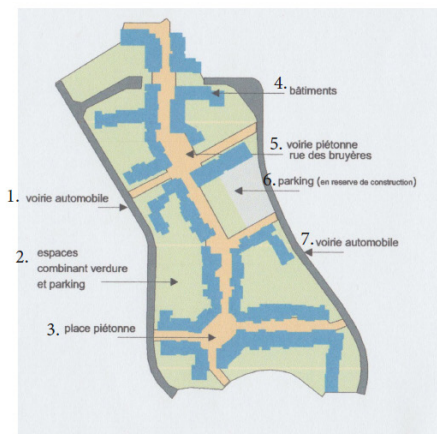 4. bâtiments
5. voirie piétonne
rue des bruyères
6. parking (en reserve de construction)
1. voirie automobile
7. voirie automobile
2. espaces
combinant verdure
et parking
3. place piétonne